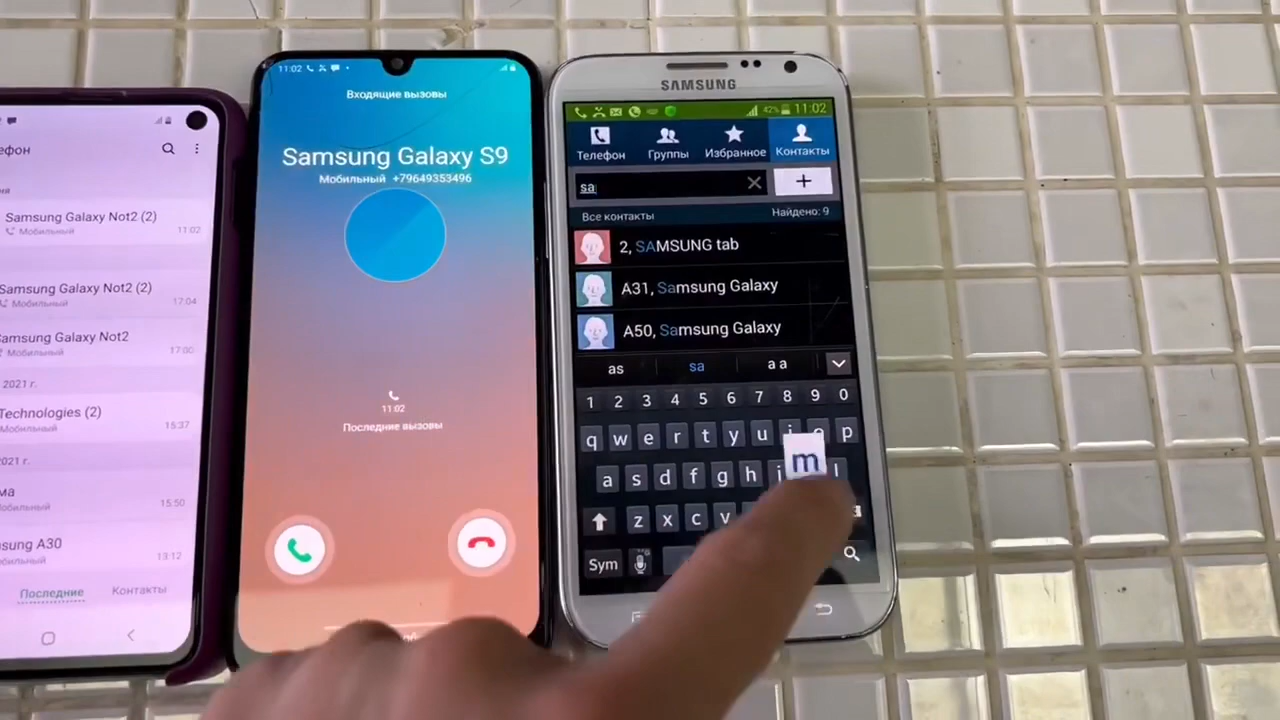 ефон
Samsung Galaxy Not2 (2)
Мобильный
11:02
Samsung Galaxy Not2 (2)
Мобильный
17:04
Samsung Galaxy Not2
Мобильный
17:00
2021 г.
Technologies (2)
Мобильный
15:37
2021 г.
ма
15:50
sung A30
Мобильный
13:12
Последние
Контакты
11:02
Входящие вызовы
Samsung Galaxy S9
Мобильный +79649353496
11:02
Последние вызовы
SAMSUNG
42% 11:02
Телефон Группы Избранное Контакты
sa
+
Все контакты Найдено: 9
2, SAMSUNG tab
A31, Samsung Galaxy
A50, Samsung Galaxy
as sa a a
1 2 3 4 5 6 7 8 9 0
q w e r t y u i o p
m
a s d f g h j l
z x c v
Sym